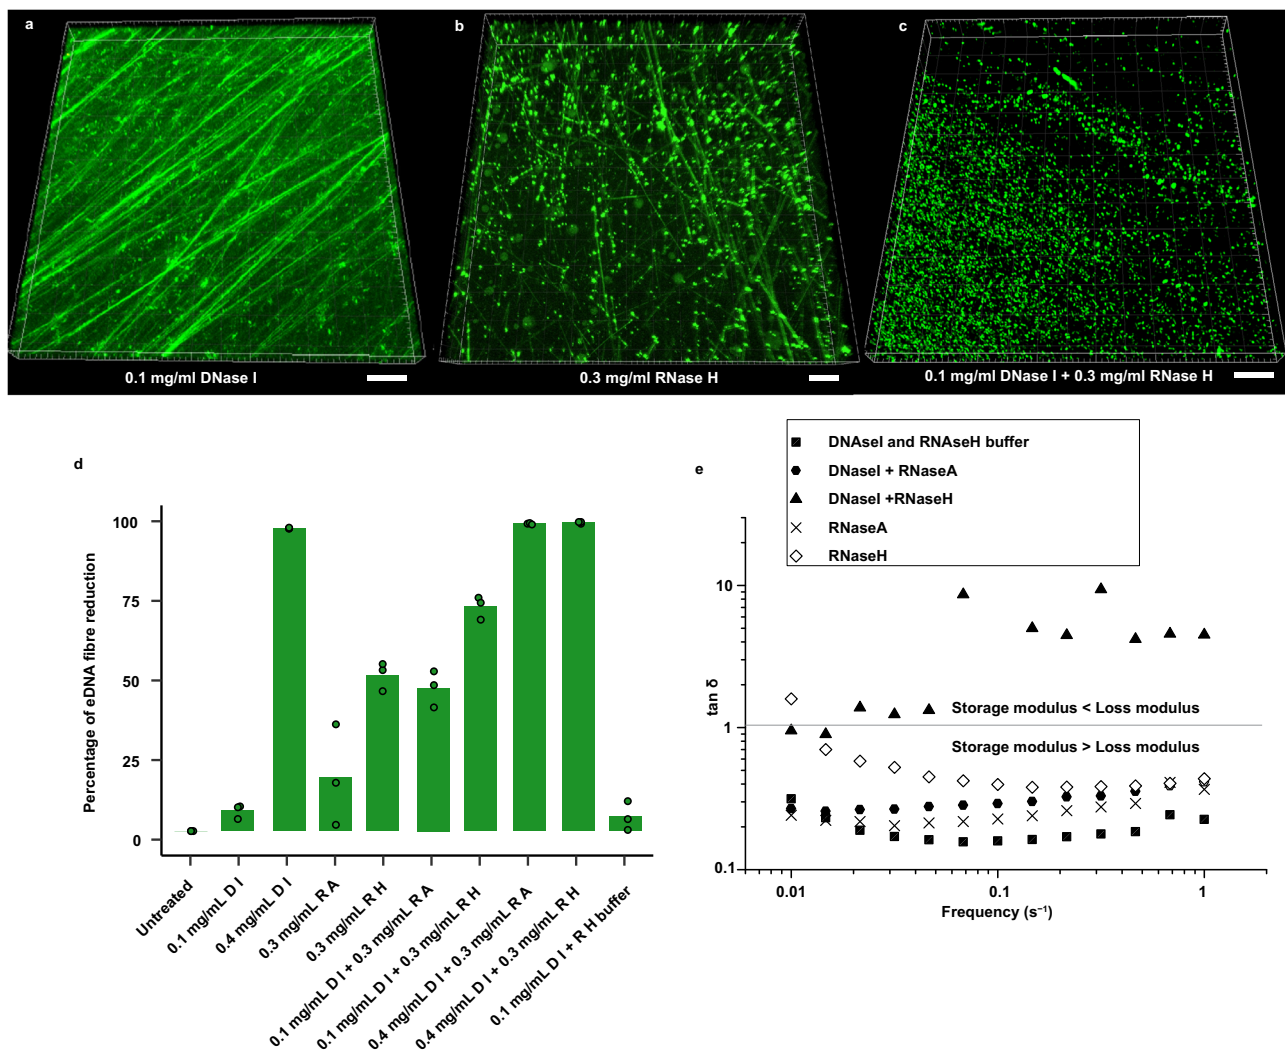 a
b
c
0.1 mg/ml DNase I
0.3 mg/ml RNase H
0.1 mg/ml DNase I + 0.3 mg/ml RNase H
d
Percentage of eDNA fibre reduction
100
75
50
25
0
Untreated
0.1 mg/mL D I
0.4 mg/mL D I
0.3 mg/mL R A
0.3 mg/mL R H
0.1 mg/mL D I + 0.3 mg/mL R A
0.1 mg/mL D I + 0.3 mg/mL R H
0.4 mg/mL D I + 0.3 mg/mL R A
0.4 mg/mL D I + 0.3 mg/mL R H
0.1 mg/mL D I + R H buffer
e
DNAseI and RNAseH buffer
DNaseI + RNaseA
DNaseI +RNaseH
RNaseA
RNaseH
tan δ
10
1
0.1
Storage modulus < Loss modulus
Storage modulus > Loss modulus
0.01
0.1
1
Frequency (s⁻¹)